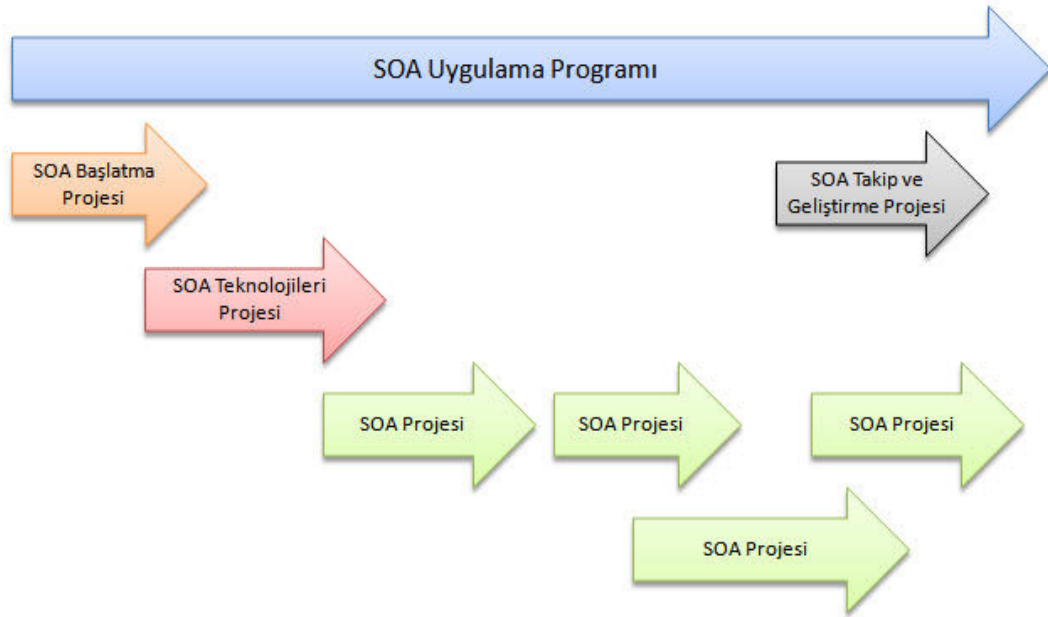 SOA Uygulama Programı
SOA Başlatma
Projesi
SOA Takip ve
Geliştirme Projesi
SOA Teknolojileri
Projesi
SOA Projesi
SOA Projesi
SOA Projesi
SOA Projesi